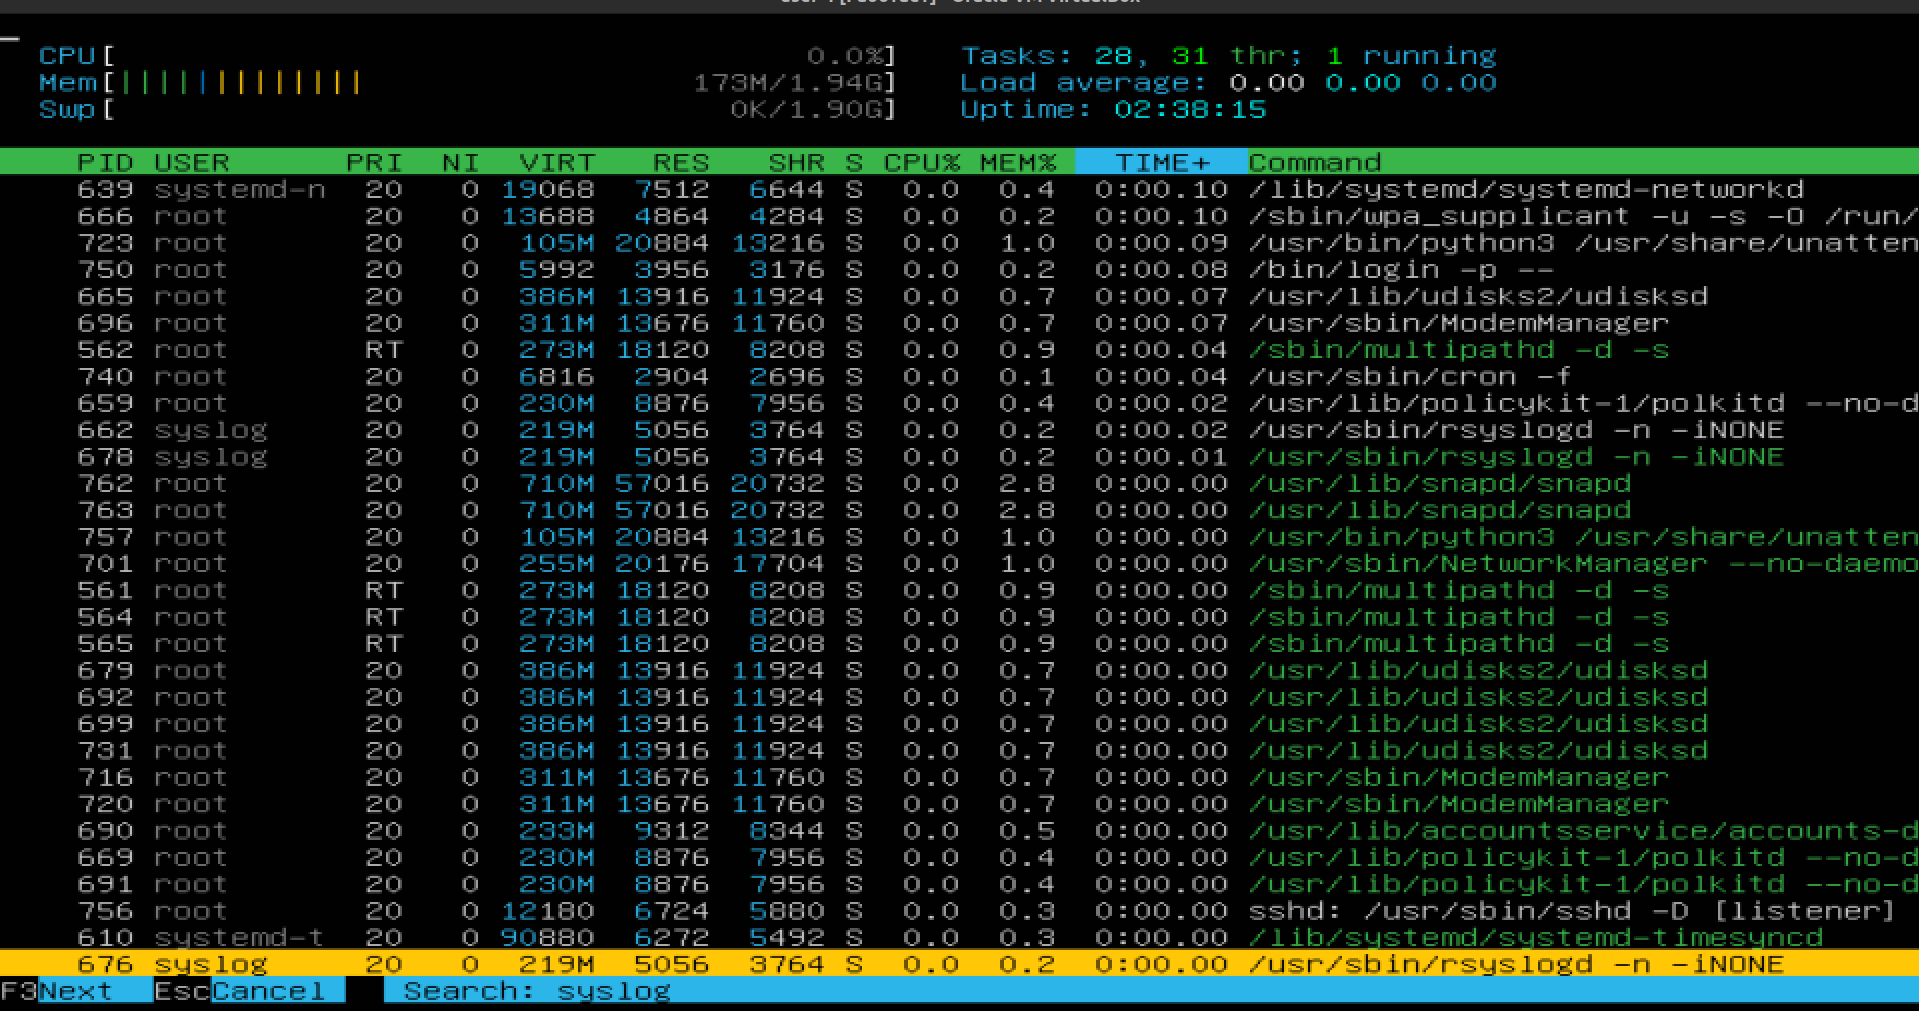 CPU[ 0.0%] Tasks: 28, 31 thr; 1 running
Mem[||||||||||||| 173M/1.94G] Load average: 0.00 0.00 0.00
Swp[ 0K/1.90G] Uptime: 02:38:15
PID USER PRI NI VIRT RES SHR S CPU% MEM% TIME+ Command
639 systemd-n 20 0 19068 7512 6644 S 0.0 0.4 0:00.10 /lib/systemd/systemd-networkd
666 root 20 0 13688 4864 4284 S 0.0 0.2 0:00.10 /sbin/wpa_supplicant -u -s -O /run/
723 root 20 0 105M 20884 13216 S 0.0 1.0 0:00.09 /usr/bin/python3 /usr/share/unatten
750 root 20 0 5992 3956 3176 S 0.0 0.2 0:00.08 /bin/login -p --
665 root 20 0 386M 13916 11924 S 0.0 0.7 0:00.07 /usr/lib/udisks2/udisksd
696 root 20 0 311M 13676 11760 S 0.0 0.7 0:00.07 /usr/sbin/ModemManager
562 root RT 0 273M 18120 8208 S 0.0 0.9 0:00.04 /sbin/multipathd -d -s
740 root 20 0 6816 2904 2696 S 0.0 0.1 0:00.04 /usr/sbin/cron -f
659 root 20 0 230M 8876 7956 S 0.0 0.4 0:00.02 /usr/lib/policykit-1/polkitd --no-d
662 syslog 20 0 219M 5056 3764 S 0.0 0.2 0:00.02 /usr/sbin/rsyslogd -n -iNONE
678 syslog 20 0 219M 5056 3764 S 0.0 0.2 0:00.01 /usr/sbin/rsyslogd -n -iNONE
762 root 20 0 710M 57016 20732 S 0.0 2.8 0:00.00 /usr/lib/snapd/snapd
763 root 20 0 710M 57016 20732 S 0.0 2.8 0:00.00 /usr/lib/snapd/snapd
757 root 20 0 105M 20884 13216 S 0.0 1.0 0:00.00 /usr/bin/python3 /usr/share/unatten
701 root 20 0 255M 20176 17704 S 0.0 1.0 0:00.00 /usr/sbin/NetworkManager --no-daemo
561 root RT 0 273M 18120 8208 S 0.0 0.9 0:00.00 /sbin/multipathd -d -s
564 root RT 0 273M 18120 8208 S 0.0 0.9 0:00.00 /sbin/multipathd -d -s
565 root RT 0 273M 18120 8208 S 0.0 0.9 0:00.00 /sbin/multipathd -d -s
679 root 20 0 386M 13916 11924 S 0.0 0.7 0:00.00 /usr/lib/udisks2/udisksd
692 root 20 0 386M 13916 11924 S 0.0 0.7 0:00.00 /usr/lib/udisks2/udisksd
699 root 20 0 386M 13916 11924 S 0.0 0.7 0:00.00 /usr/lib/udisks2/udisksd
731 root 20 0 386M 13916 11924 S 0.0 0.7 0:00.00 /usr/lib/udisks2/udisksd
716 root 20 0 311M 13676 11760 S 0.0 0.7 0:00.00 /usr/sbin/ModemManager
720 root 20 0 311M 13676 11760 S 0.0 0.7 0:00.00 /usr/sbin/ModemManager
690 root 20 0 233M 9312 8344 S 0.0 0.5 0:00.00 /usr/lib/accountsservice/accounts-d
669 root 20 0 230M 8876 7956 S 0.0 0.4 0:00.00 /usr/lib/policykit-1/polkitd --no-d
691 root 20 0 230M 8876 7956 S 0.0 0.4 0:00.00 /usr/lib/policykit-1/polkitd --no-d
756 root 20 0 12180 6724 5880 S 0.0 0.3 0:00.00 sshd: /usr/sbin/sshd -D [listener]
610 systemd-t 20 0 90880 6272 5492 S 0.0 0.3 0:00.00 /lib/systemd/systemd-timesyncd
676 syslog 20 0 219M 5056 3764 S 0.0 0.2 0:00.00 /usr/sbin/rsyslogd -n -iNONE
F3Next EscCancel Search: syslog